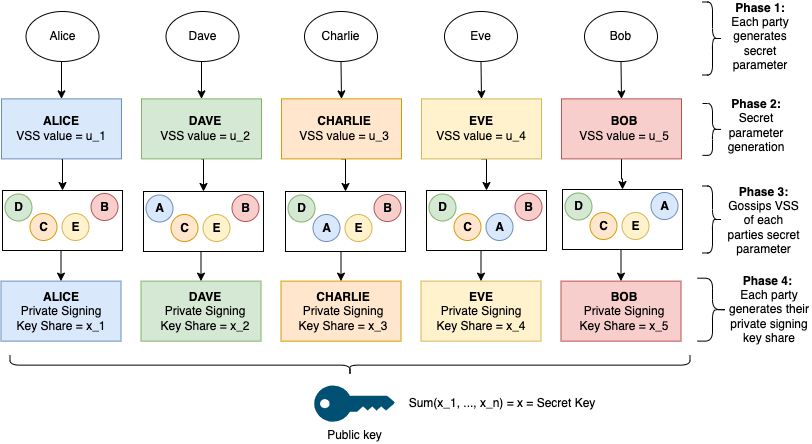 Alice
Dave
Charlie
Eve
Bob
Phase 1:
Each party
generates
secret
parameter
ALICE
VSS value = u_1
DAVE
VSS value = u_2
CHARLIE
VSS value = u_3
EVE
VSS value = u_4
BOB
VSS value = u_5
Phase 2:
Secret
parameter
generation
D
B
C
E
A
B
C
E
D
B
A
E
D
B
C
A
D
A
C
E
Phase 3:
Gossips VSS
of each
parties secret
parameter
ALICE
Private Signing
Key Share = x_1
DAVE
Private Signing
Key Share = x_2
CHARLIE
Private Signing
Key Share = x_3
EVE
Private Signing
Key Share = x_4
BOB
Private Signing
Key Share = x_5
Phase 4:
Each party
generates their
private signing
key share
Sum(x_1, ..., x_n) = x = Secret Key
Public key